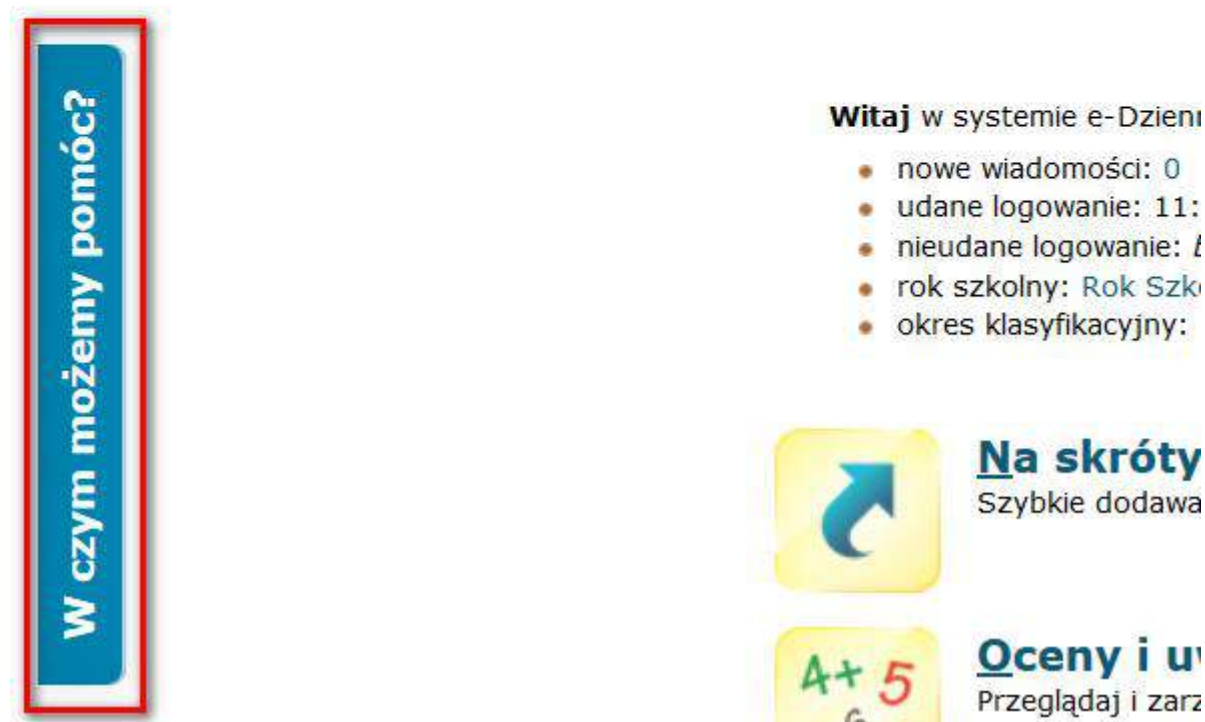 W czym możemy pomóc?
Witaj w systemie e-Dzien
nowe wiadomości: 0
udane logowanie: 11:
nieudane logowanie:
rok szkolny: Rok Szk
okres klasyfikacyjny:
Na skróty
Szybkie dodawa
4+ 5
6
Oceny i u
Przeglądaj i zarz